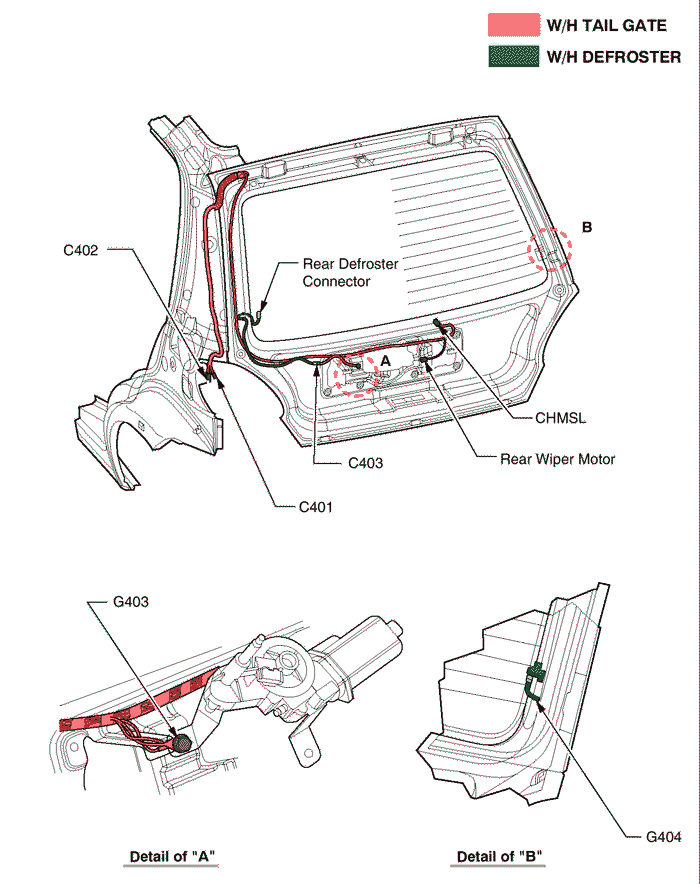 W/H TAIL GATE
W/H DEFROSTER
B
C402
Rear Defroster
Connector
A
CHMSL
C403
Rear Wiper Motor
C401
G403
G404
Detail of "A"
Detail of "B"